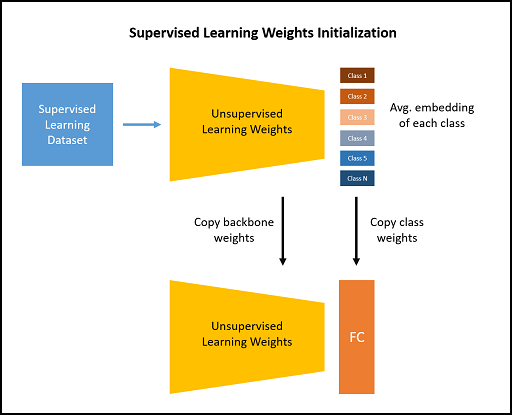 Supervised Learning Weights Initialization
Supervised
Learning
Dataset
Unsupervised
Learning Weights
Class 1
Class 2
Class 3
Class 4
Class 5
Class N
Avg. embedding
of each class
Copy backbone
weights
Copy class
weights
Unsupervised
Learning Weights
FC